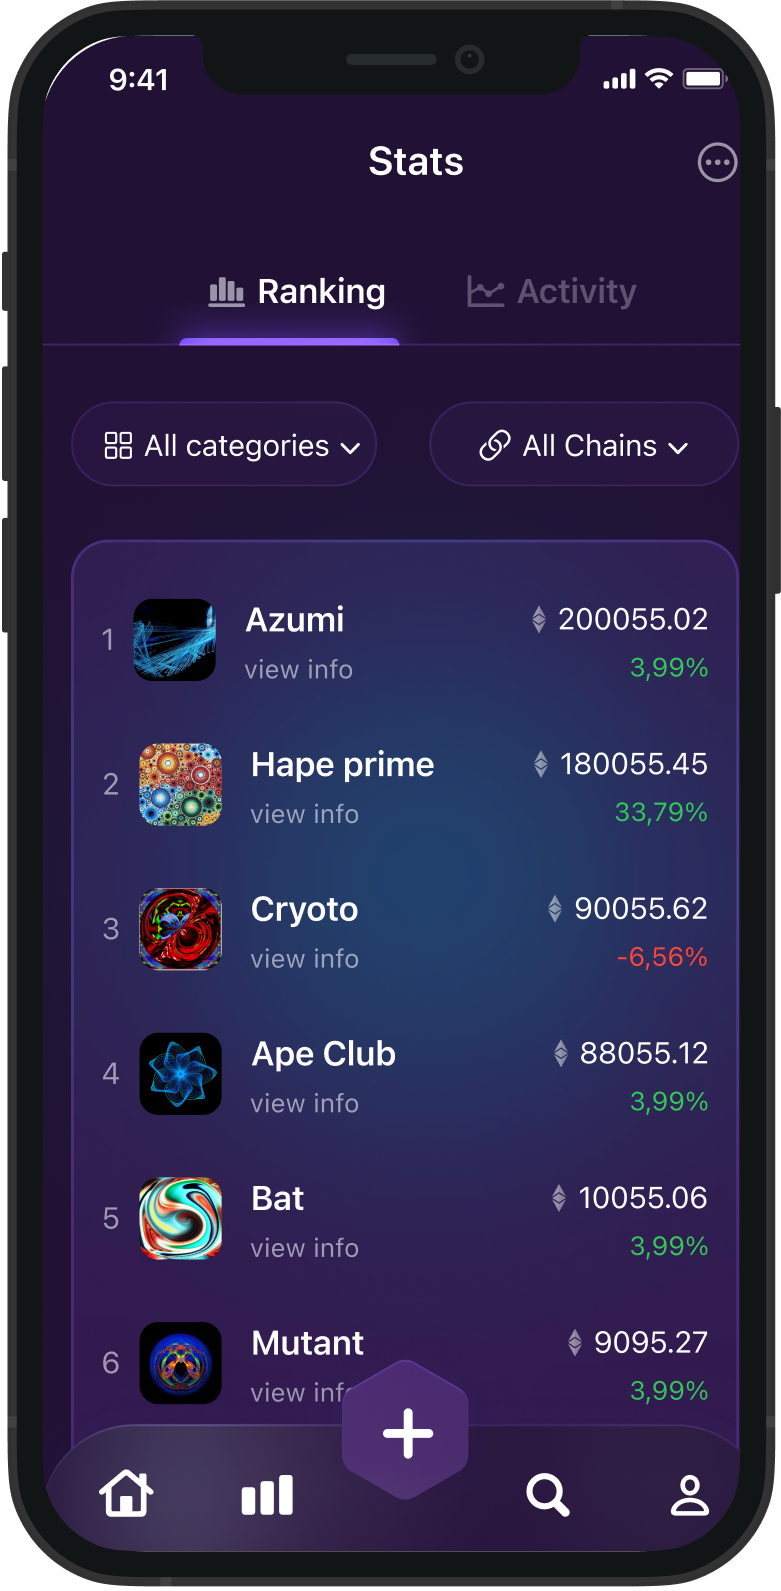 9:41
Stats
Ranking
Activity
All categories
All Chains
1
Azumi
200055.02
view info
3,99%
2
Hape prime
180055.45
view info
33,79%
3
Cryoto
90055.62
view info
-6,56%
4
Ape Club
88055.12
view info
3,99%
5
Bat
10055.06
view info
3,99%
6
Mutant
9095.27
view inf
3,99%